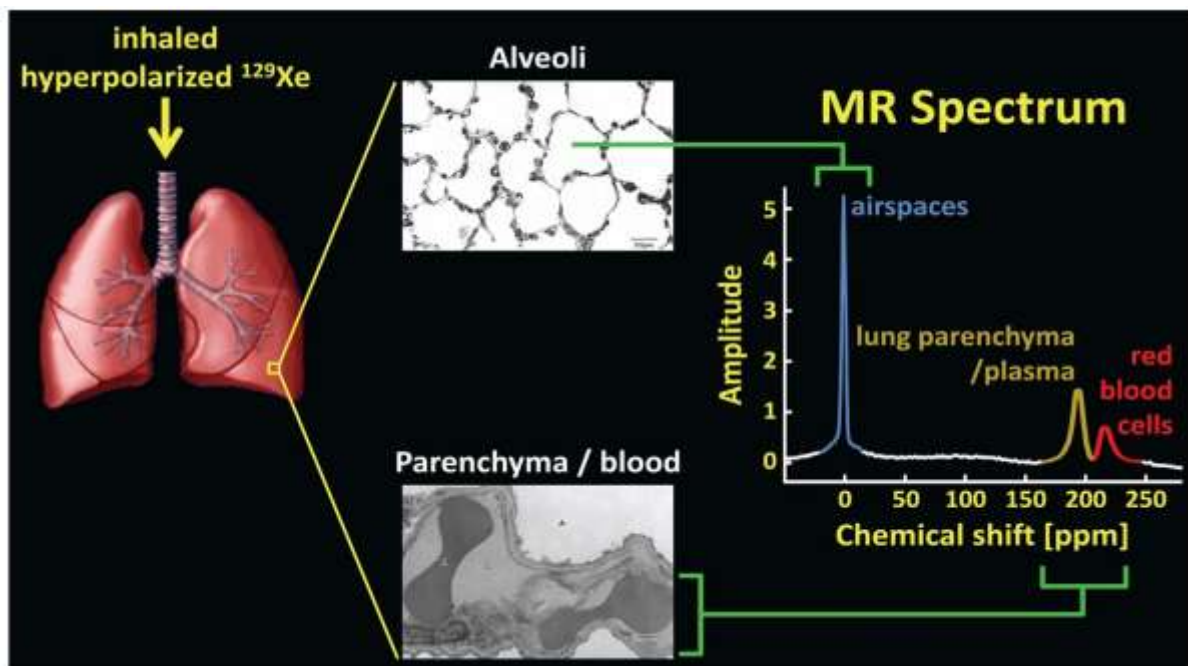 inhaled
hyperpolarized ¹²⁹Xe
Alveoli
MR Spectrum
airspaces
lung parenchyma
/plasma
red
blood
cells
Amplitude
5
4
3
2
1
0
0 50 100 150 200 250
Chemical shift [ppm]
Parenchyma / blood